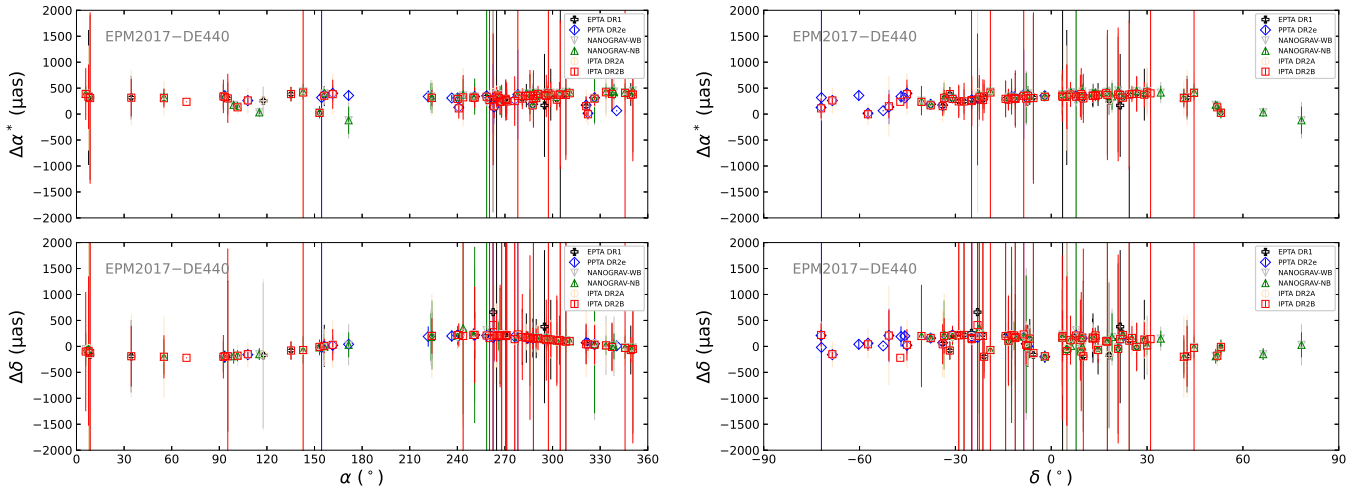 2000
1500
1000
500
0
−500
−1000
−1500
−2000
Δα* (μas)
EPM2017−DE440
EPTA DR1
PPTA DR2e
NANOGRAV-WB
NANOGRAV-NB
IPTA DR2A
IPTA DR2B
2000
1500
1000
500
0
−500
−1000
−1500
−2000
Δα* (μas)
EPM2017−DE440
EPTA DR1
PPTA DR2e
NANOGRAV-WB
NANOGRAV-NB
IPTA DR2A
IPTA DR2B
2000
1500
1000
500
0
−500
−1000
−1500
−2000
Δδ (μas)
EPM2017−DE440
EPTA DR1
PPTA DR2e
NANOGRAV-WB
NANOGRAV-NB
IPTA DR2A
IPTA DR2B
0 30 60 90 120 150 180 210 240 270 300 330 360
α (°)
2000
1500
1000
500
0
−500
−1000
−1500
−2000
Δδ (μas)
EPM2017−DE440
EPTA DR1
PPTA DR2e
NANOGRAV-WB
NANOGRAV-NB
IPTA DR2A
IPTA DR2B
−90 −60 −30 0 30 60 90
δ (°)